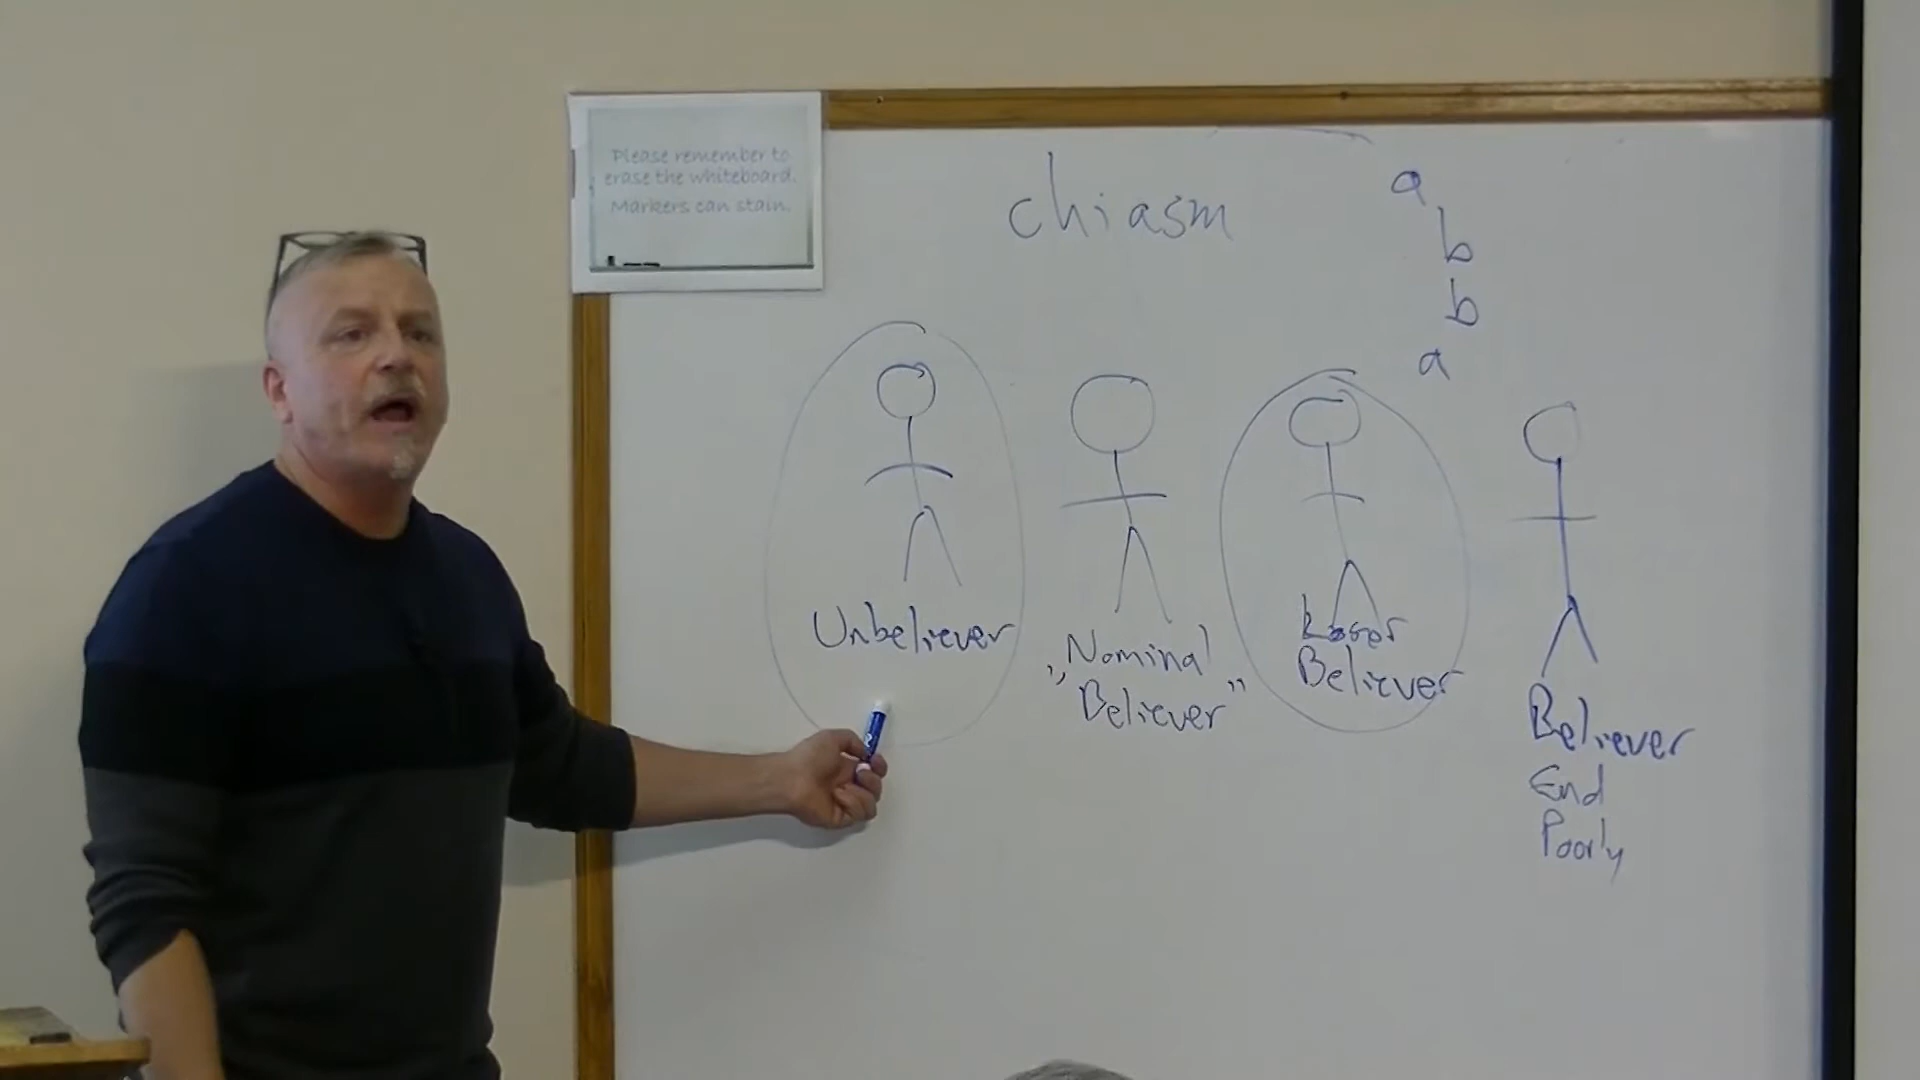 Please remember to
erase the whiteboard.
Markers can stain.
chiasm
a
b
b
a
Unbeliever
"Nominal
Believer"
Loser
Believer
Believer
End
Poorly